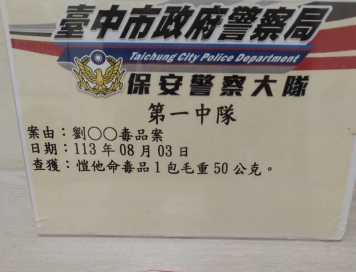 臺中市政府警察局
Taichung City Police Department
保安警察大隊
第一中隊
案由：劉○○毒品案
日期：113年08月03日
查獲：愷他命毒品1包毛重50公克。